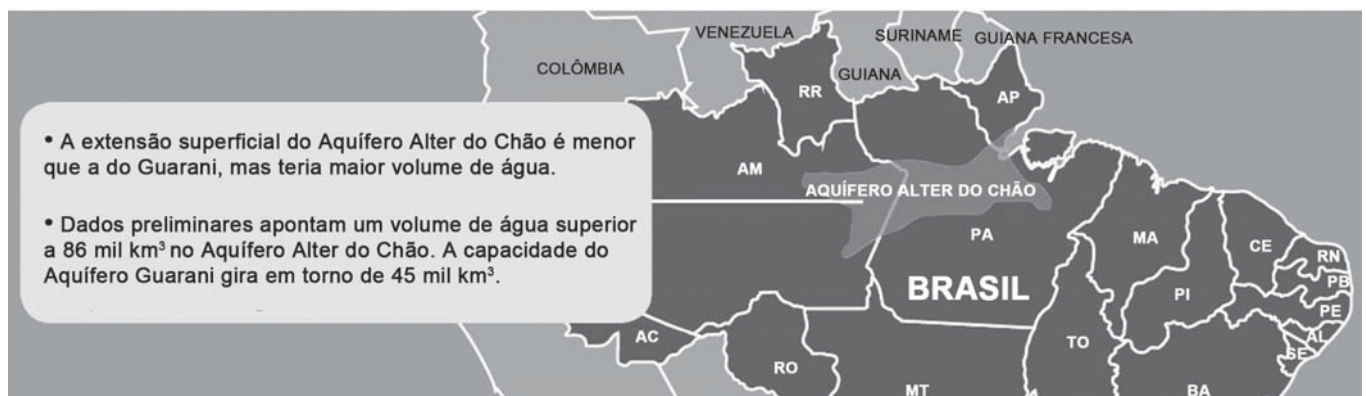 VENEZUELA
SURINAME
GUIANA FRANCESA
COLÔMBIA
GUIANA
RR
AP
• A extensão superficial do Aquífero Alter do Chão é menor
que a do Guarani, mas teria maior volume de água.
• Dados preliminares apontam um volume de água superior
a 86 mil km³ no Aquífero Alter do Chão. A capacidade do
Aquífero Guarani gira em torno de 45 mil km³.
AM
AQUÍFERO ALTER DO CHÃO
PA
BRASIL
MA
CE
RN
PB
PI
PE
AL
SE
AC
RO
TO
MT
BA